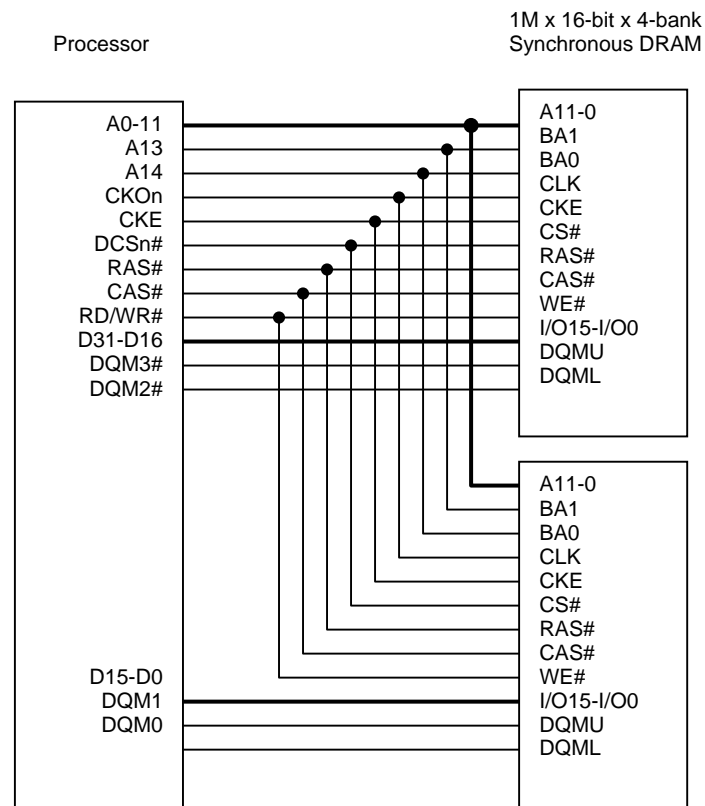 1M x 16-bit x 4-bank
Processor
Synchronous DRAM
A0-11
A13
A14
CKOn
CKE
DCSn#
RAS#
CAS#
RD/WR#
D31-D16
DQM3#
DQM2#
D15-D0
DQM1
DQM0
A11-0
BA1
BA0
CLK
CKE
CS#
RAS#
CAS#
WE#
I/O15-I/O0
DQMU
DQML
A11-0
BA1
BA0
CLK
CKE
CS#
RAS#
CAS#
WE#
I/O15-I/O0
DQMU
DQML